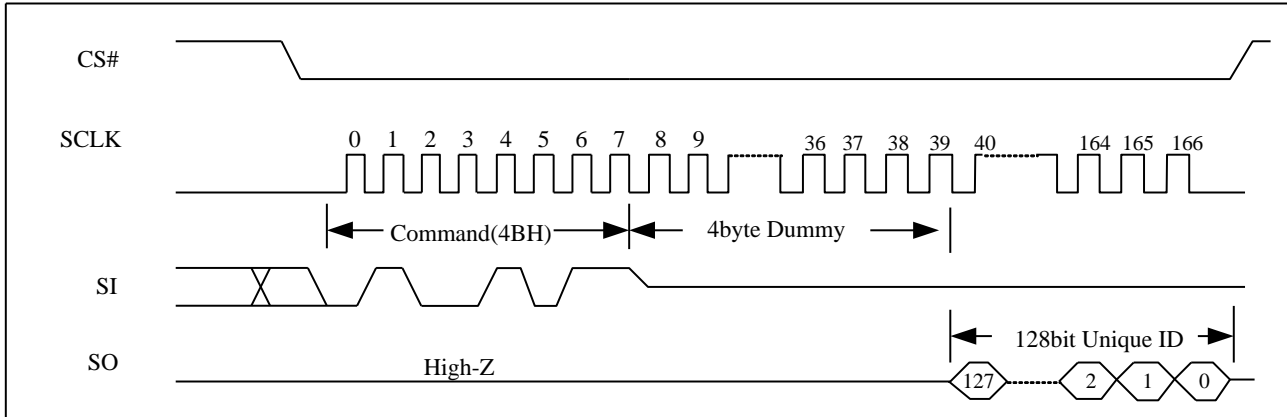 CS#
SCLK
0 1 2 3 4 5 6 7 8 9 36 37 38 39 40 164 165 166
Command(4BH) 4byte Dummy
SI
128bit Unique ID
SO
High-Z
127 2 1 0